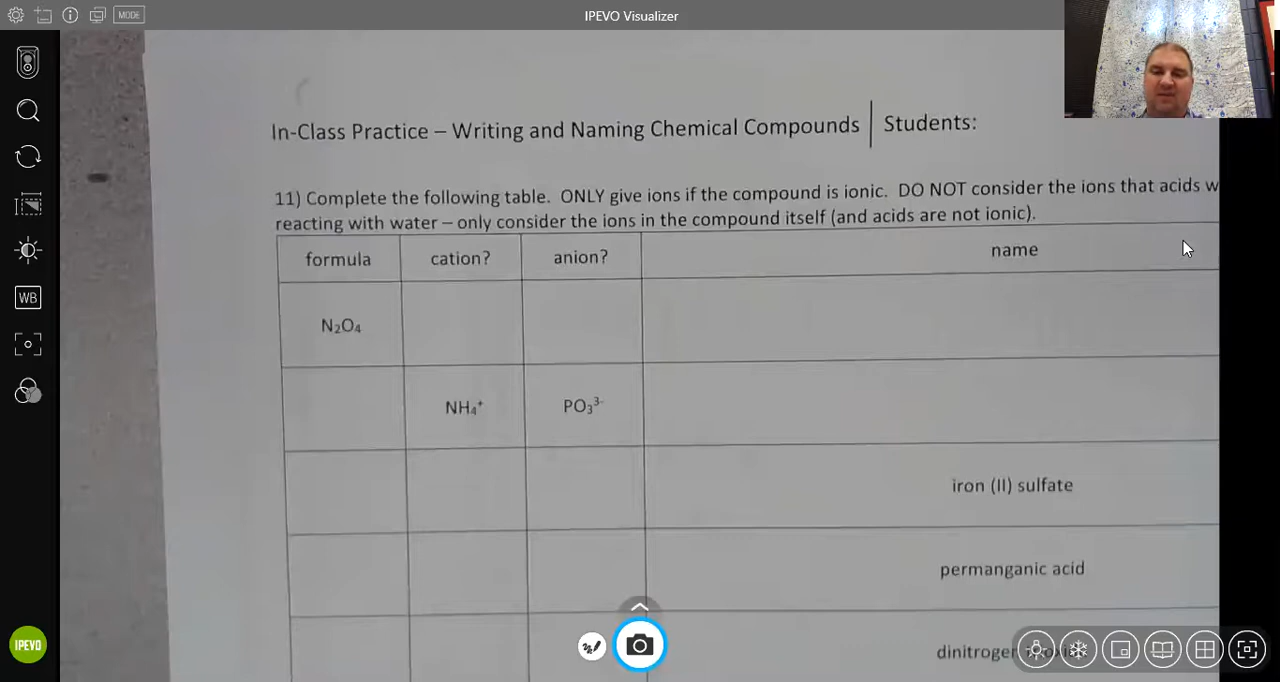 MODE
IPEVO Visualizer
In-Class Practice – Writing and Naming Chemical Compounds | Students:
11) Complete the following table. ONLY give ions if the compound is ionic. DO NOT consider the ions that acids w
reacting with water – only consider the ions in the compound itself (and acids are not ionic).
formula cation? anion? name
N₂O₄
NH₄⁺ PO₃³⁻
iron (II) sulfate
permanganic acid
WB
IPEVO